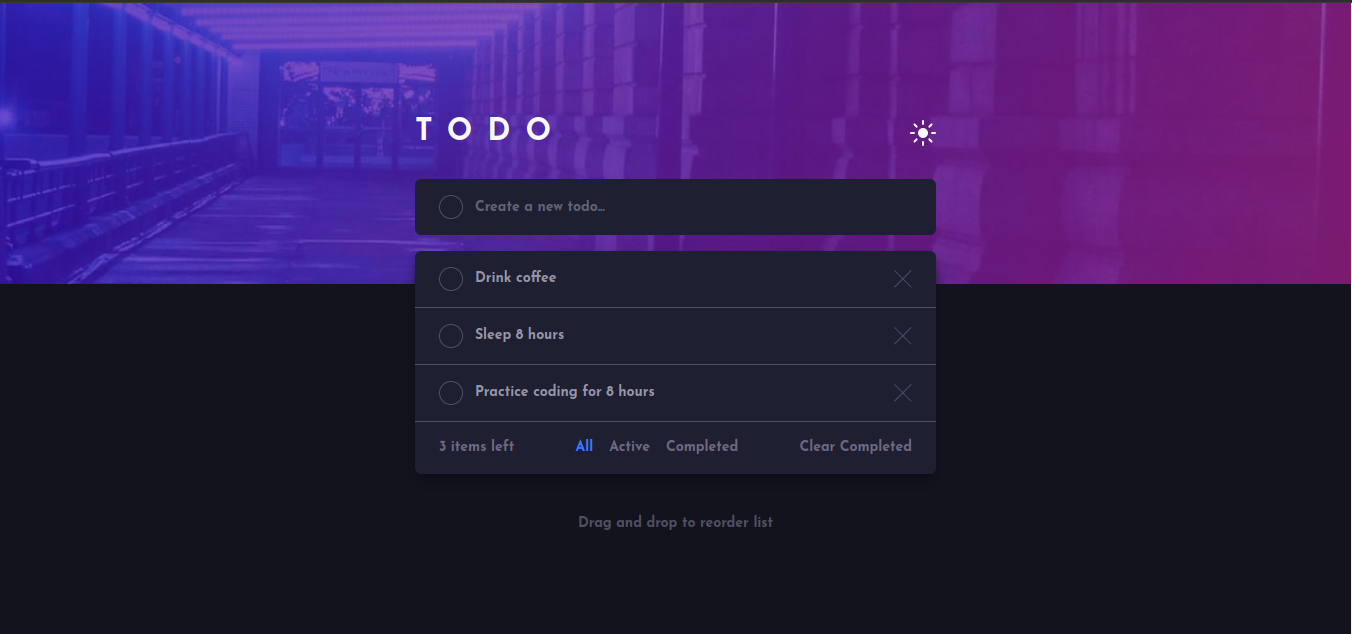 TODO
Create a new todo...
Drink coffee
Sleep 8 hours
Practice coding for 8 hours
3 items left All Active Completed Clear Completed
Drag and drop to reorder list